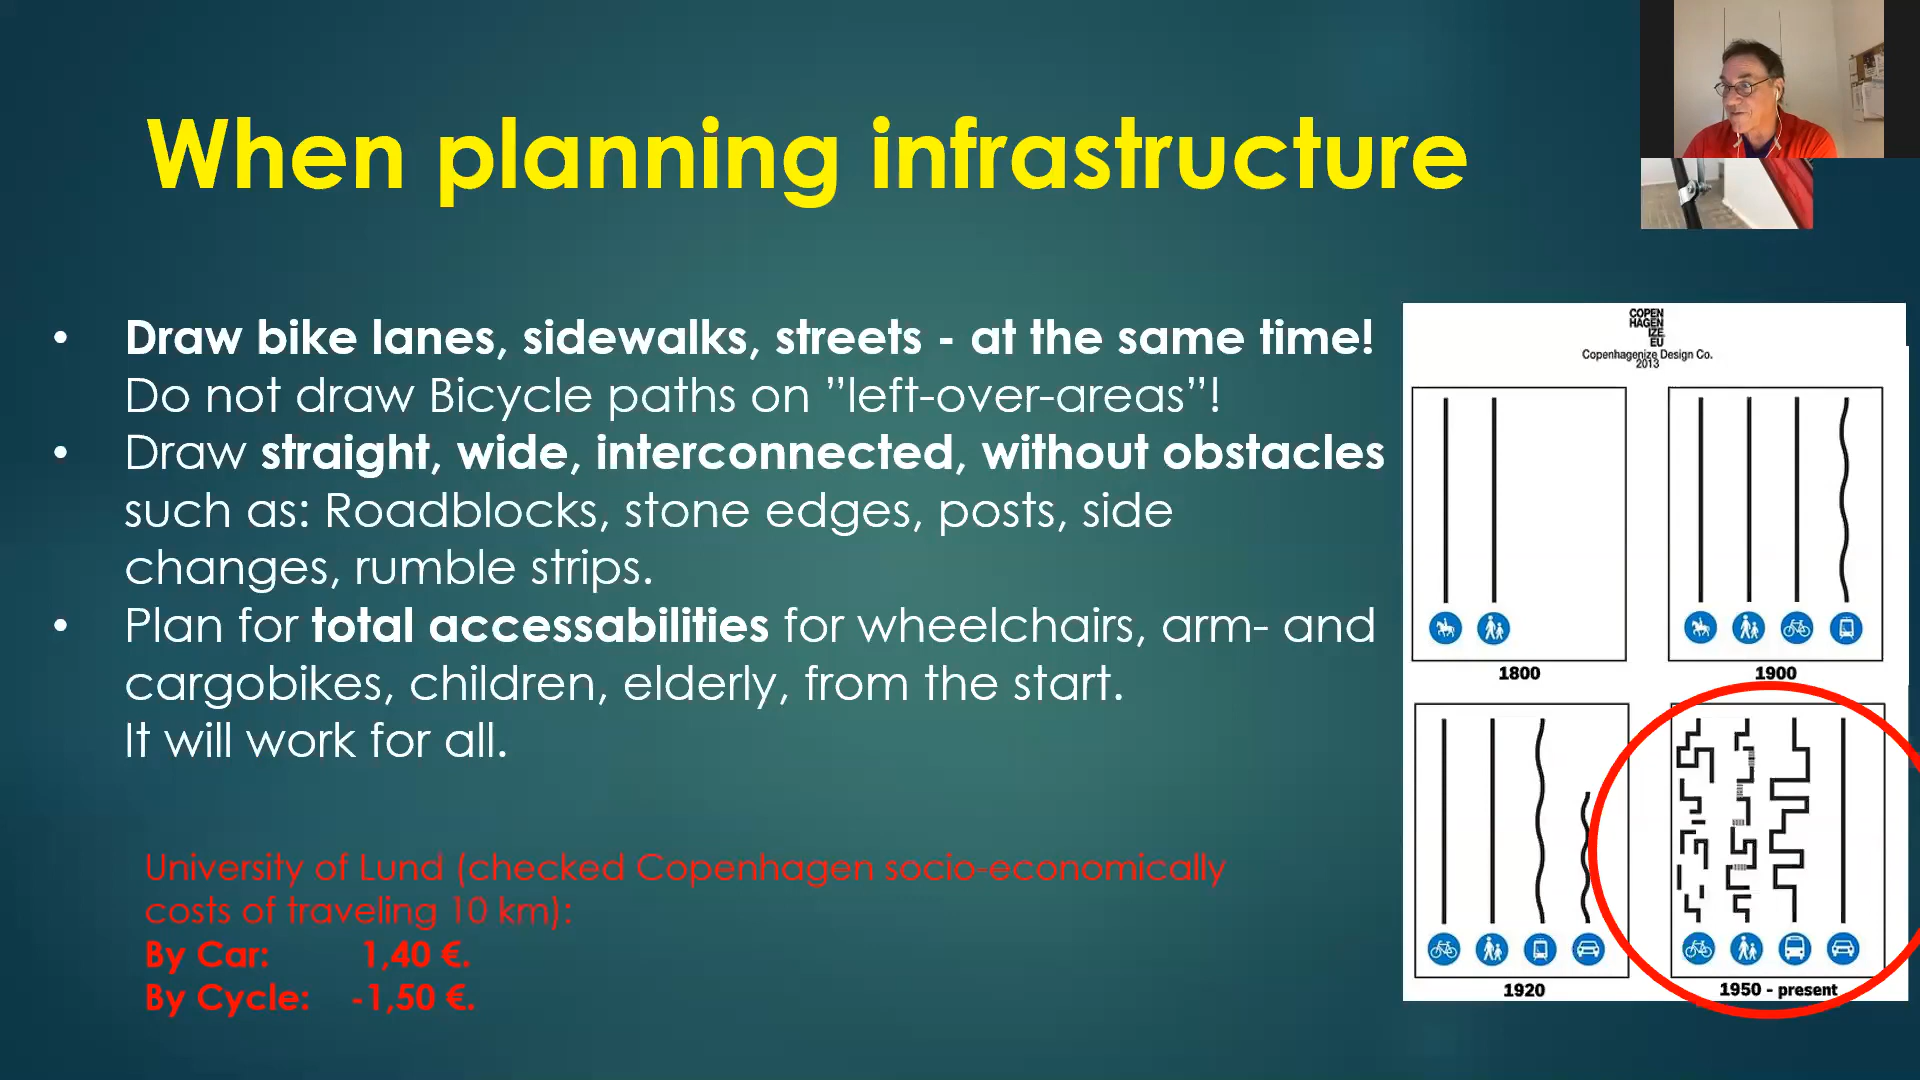 When planning infrastructure
• Draw bike lanes, sidewalks, streets - at the same time!
Do not draw Bicycle paths on ”left-over-areas”!
• Draw straight, wide, interconnected, without obstacles
such as: Roadblocks, stone edges, posts, side
changes, rumble strips.
• Plan for total accessabilities for wheelchairs, arm- and
cargobikes, children, elderly, from the start.
It will work for all.
University of Lund (checked Copenhagen socio-economically
costs of traveling 10 km):
By Car: 1,40 €.
By Cycle: -1,50 €.
COPEN
HAGEN
IZE
EU
Copenhagenize Design Co.
2013
1800
1900
1920
1950 - present